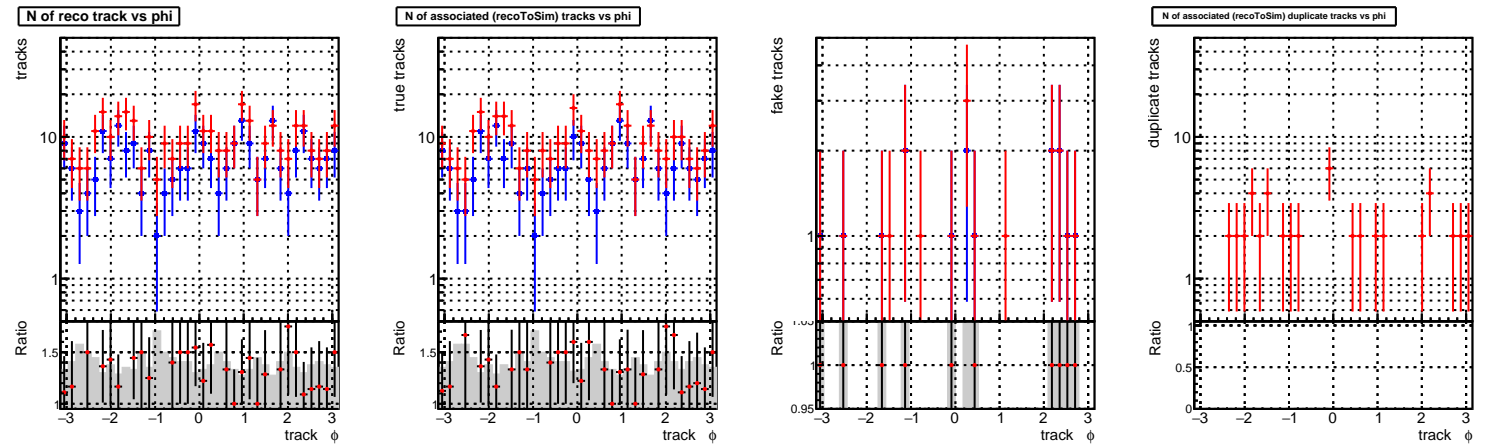 N of reco track vs phi
tracks
10
1
Ratio
1.5
1
−3 −2 −1 0 1 2 3
track ϕ
N of associated (recoToSim) tracks vs phi
true tracks
10
1
Ratio
1.5
1
−3 −2 −1 0 1 2 3
track ϕ
fake tracks
1
Ratio
1.05
1
0.95
−3 −2 −1 0 1 2 3
track ϕ
N of associated (recoToSim) duplicate tracks vs phi
duplicate tracks
10
1
Ratio
1
0.5
0
−3 −2 −1 0 1 2 3
track ϕ